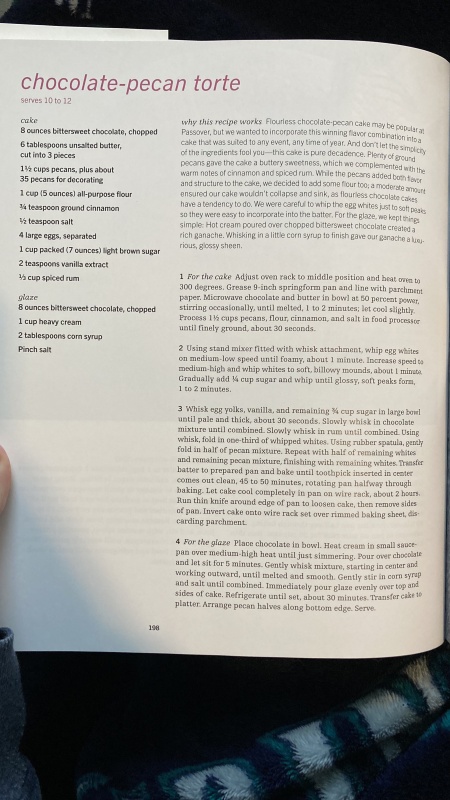 chocolate-pecan torte
serves 10 to 12
cake
8 ounces bittersweet chocolate, chopped
6 tablespoons unsalted butter,
cut into 3 pieces
1½ cups pecans, plus about
35 pecans for decorating
1 cup (5 ounces) all-purpose flour
¼ teaspoon ground cinnamon
½ teaspoon salt
4 large eggs, separated
1 cup packed (7 ounces) light brown sugar
2 teaspoons vanilla extract
⅓ cup spiced rum
glaze
8 ounces bittersweet chocolate, chopped
1 cup heavy cream
2 tablespoons corn syrup
Pinch salt
why this recipe works Flourless chocolate-pecan cake may be popular at
Passover, but we wanted to incorporate this winning flavor combination into a
cake that was suited to any event, any time of year. And don't let the simplicity
of the ingredients fool you—this cake is pure decadence. Plenty of ground
pecans gave the cake a buttery sweetness, which we complemented with the
warm notes of cinnamon and spiced rum. While the pecans added both flavor
and structure to the cake, we decided to add some flour too; a moderate amount
ensured our cake wouldn't collapse and sink, as flourless chocolate cakes
have a tendency to do. We were careful to whip the egg whites just to soft peaks
so they were easy to incorporate into the batter. For the glaze, we kept things
simple: Hot cream poured over chopped bittersweet chocolate created a
rich ganache. Whisking in a little corn syrup to finish gave our ganache a luxu-
rious, glossy sheen.
1 For the cake Adjust oven rack to middle position and heat oven to
300 degrees. Grease 9-inch springform pan and line with parchment
paper. Microwave chocolate and butter in bowl at 50 percent power,
stirring occasionally, until melted, 1 to 2 minutes; let cool slightly.
Process 1½ cups pecans, flour, cinnamon, and salt in food processor
until finely ground, about 30 seconds.
2 Using stand mixer fitted with whisk attachment, whip egg whites
on medium-low speed until foamy, about 1 minute. Increase speed to
medium-high and whip whites to soft, billowy mounds, about 1 minute.
Gradually add ¼ cup sugar and whip until glossy, soft peaks form,
1 to 2 minutes.
3 Whisk egg yolks, vanilla, and remaining ¾ cup sugar in large bowl
until pale and thick, about 30 seconds. Slowly whisk in chocolate
mixture until combined. Slowly whisk in rum until combined. Using
whisk, fold in one-third of whipped whites. Using rubber spatula, gently
fold in half of pecan mixture. Repeat with half of remaining whites
and remaining pecan mixture, finishing with remaining whites. Transfer
batter to prepared pan and bake until toothpick inserted in center
comes out clean, 45 to 50 minutes, rotating pan halfway through
baking. Let cake cool completely in pan on wire rack, about 2 hours.
Run thin knife around edge of pan to loosen cake, then remove sides
of pan. Invert cake onto wire rack set over rimmed baking sheet, dis-
carding parchment.
4 For the glaze Place chocolate in bowl. Heat cream in small sauce-
pan over medium-high heat until just simmering. Pour over chocolate
and let sit for 5 minutes. Gently whisk mixture, starting in center and
working outward, until melted and smooth. Gently stir in corn syrup
and salt until combined. Immediately pour glaze evenly over top and
sides of cake. Refrigerate until set, about 30 minutes. Transfer cake to
platter. Arrange pecan halves along bottom edge. Serve.
198